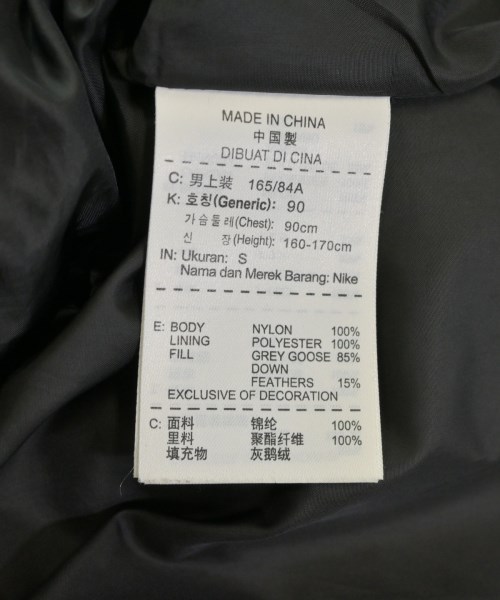 MADE IN CHINA
中国製
DIBUAT DI CINA
C: 男上装 165/84A
K: 호칭(Generic): 90
가슴둘레(Chest): 90cm
신 장(Height): 160-170cm
IN: Ukuran: S
Nama dan Merek Barang: Nike
E: BODY NYLON 100%
LINING POLYESTER 100%
FILL GREY GOOSE 85%
DOWN
FEATHERS 15%
EXCLUSIVE OF DECORATION
C: 面料 锦纶 100%
里料 聚酯纤维 100%
填充物 灰鹅绒